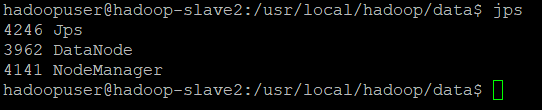 hadoopuser@hadoop-slave2:/usr/local/hadoop/data$ jps
4246 Jps
3962 DataNode
4141 NodeManager
hadoopuser@hadoop-slave2:/usr/local/hadoop/data$